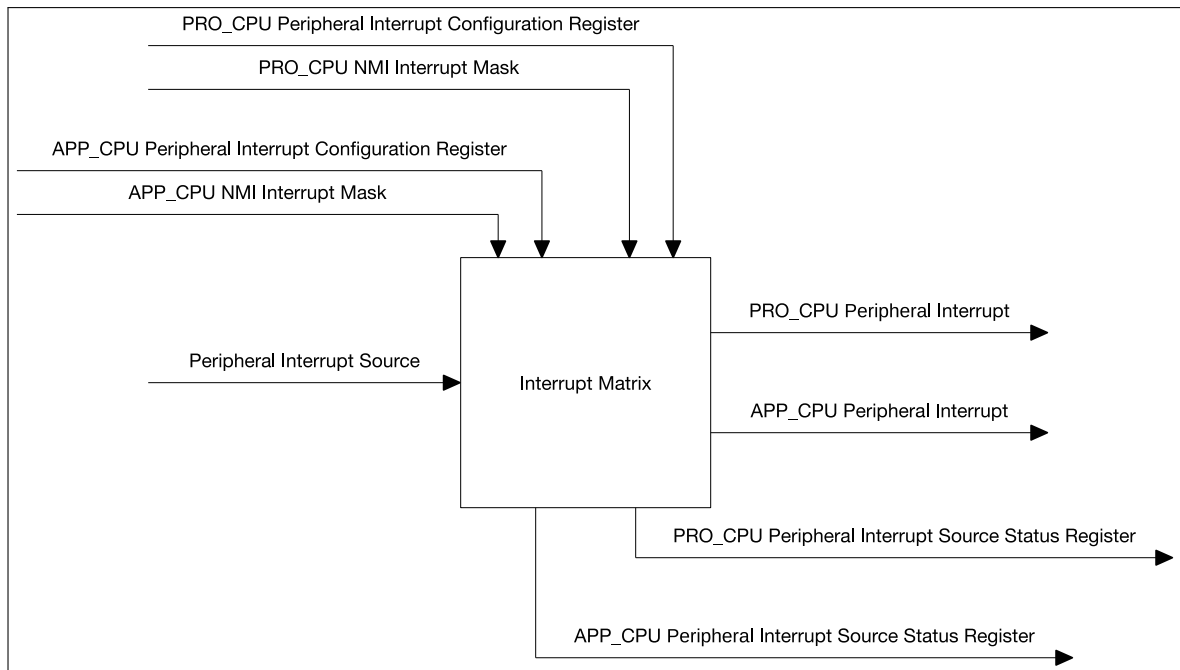 PRO_CPU Peripheral Interrupt Configuration Register
PRO_CPU NMI Interrupt Mask
APP_CPU Peripheral Interrupt Configuration Register
APP_CPU NMI Interrupt Mask
PRO_CPU Peripheral Interrupt
Peripheral Interrupt Source
Interrupt Matrix
APP_CPU Peripheral Interrupt
PRO_CPU Peripheral Interrupt Source Status Register
APP_CPU Peripheral Interrupt Source Status Register